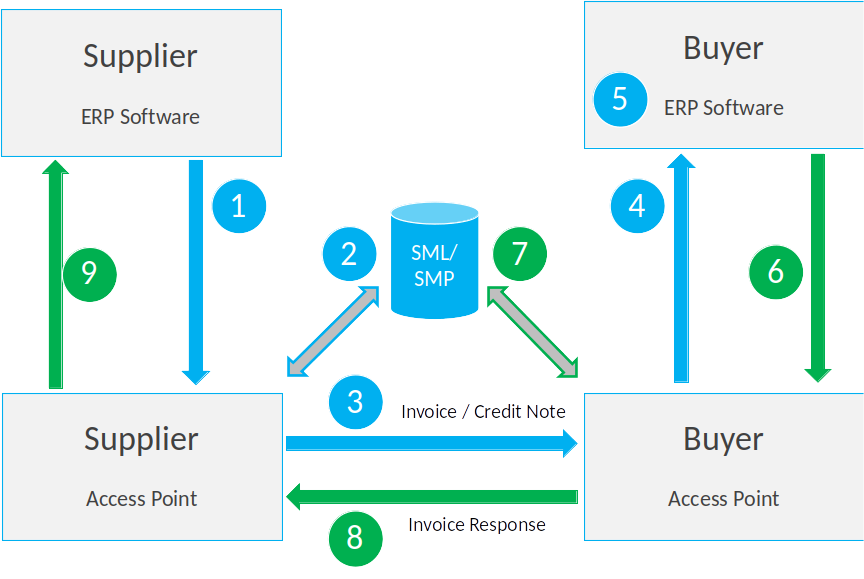 Supplier
ERP Software
Buyer
5
ERP Software
9
1
2
SML/
SMP
7
4
6
3
Invoice / Credit Note
Supplier
Access Point
Buyer
Access Point
Invoice Response
8